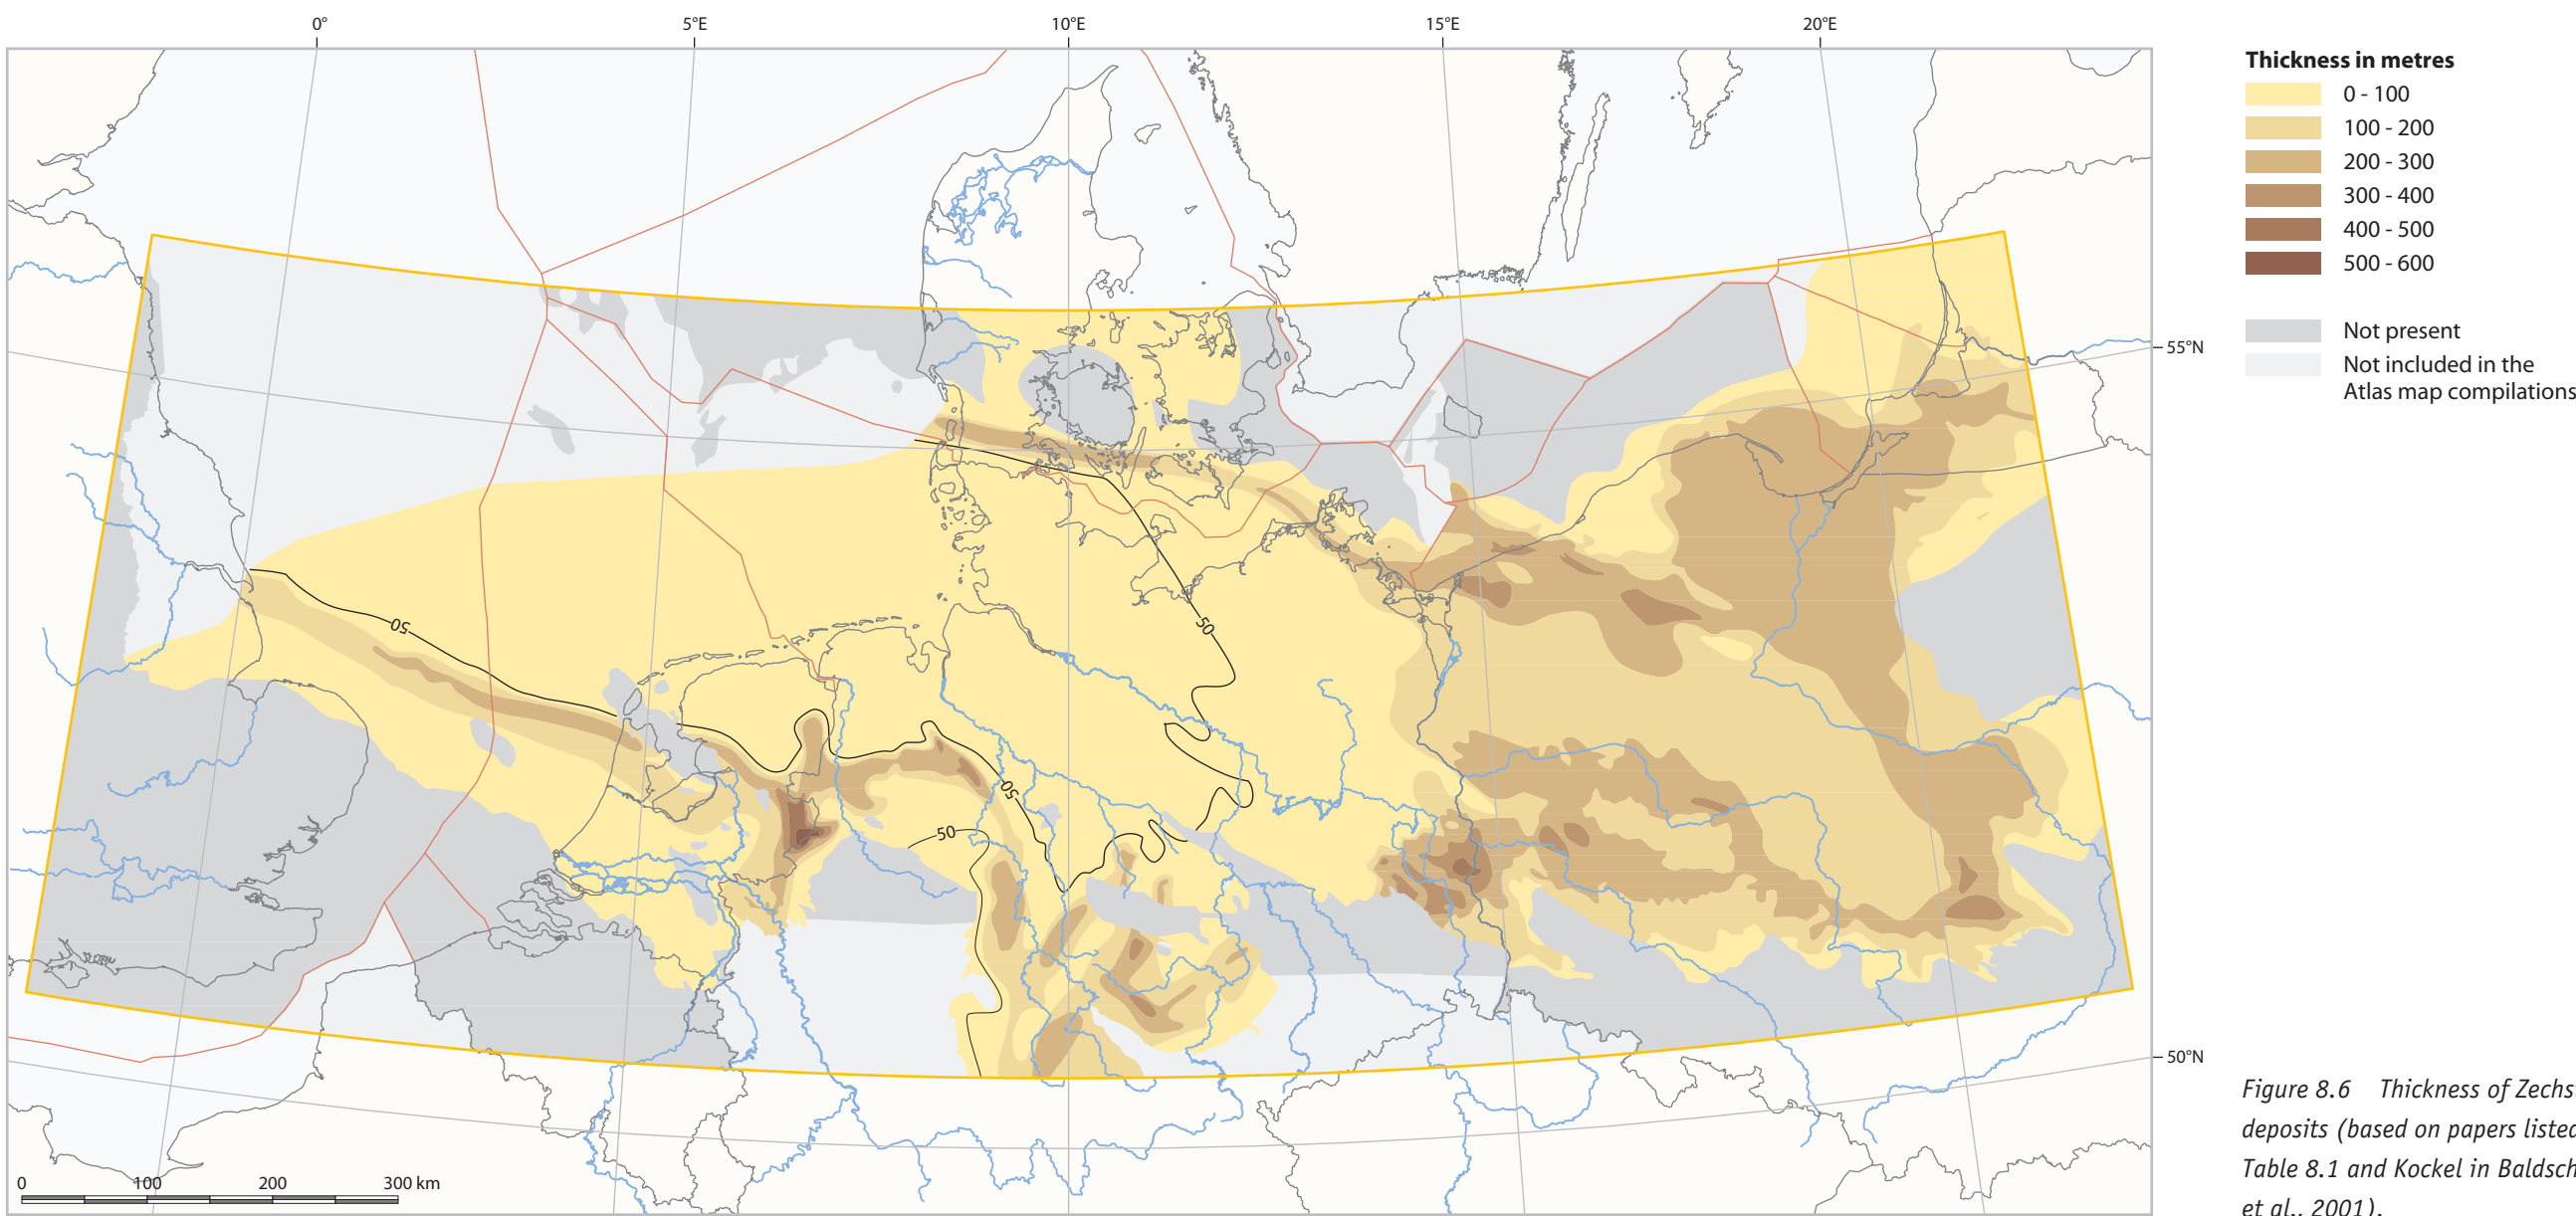 0° 5°E 10°E 15°E 20°E
Thickness in metres
0 - 100
100 - 200
200 - 300
300 - 400
400 - 500
500 - 600
Not present
Not included in the
Atlas map compilations
55°N
50
50
50
50
50°N
0 100 200 300 km
Figure 8.6 Thickness of Zechs
deposits (based on papers listed
Table 8.1 and Kockel in Baldsch
et al., 2001).